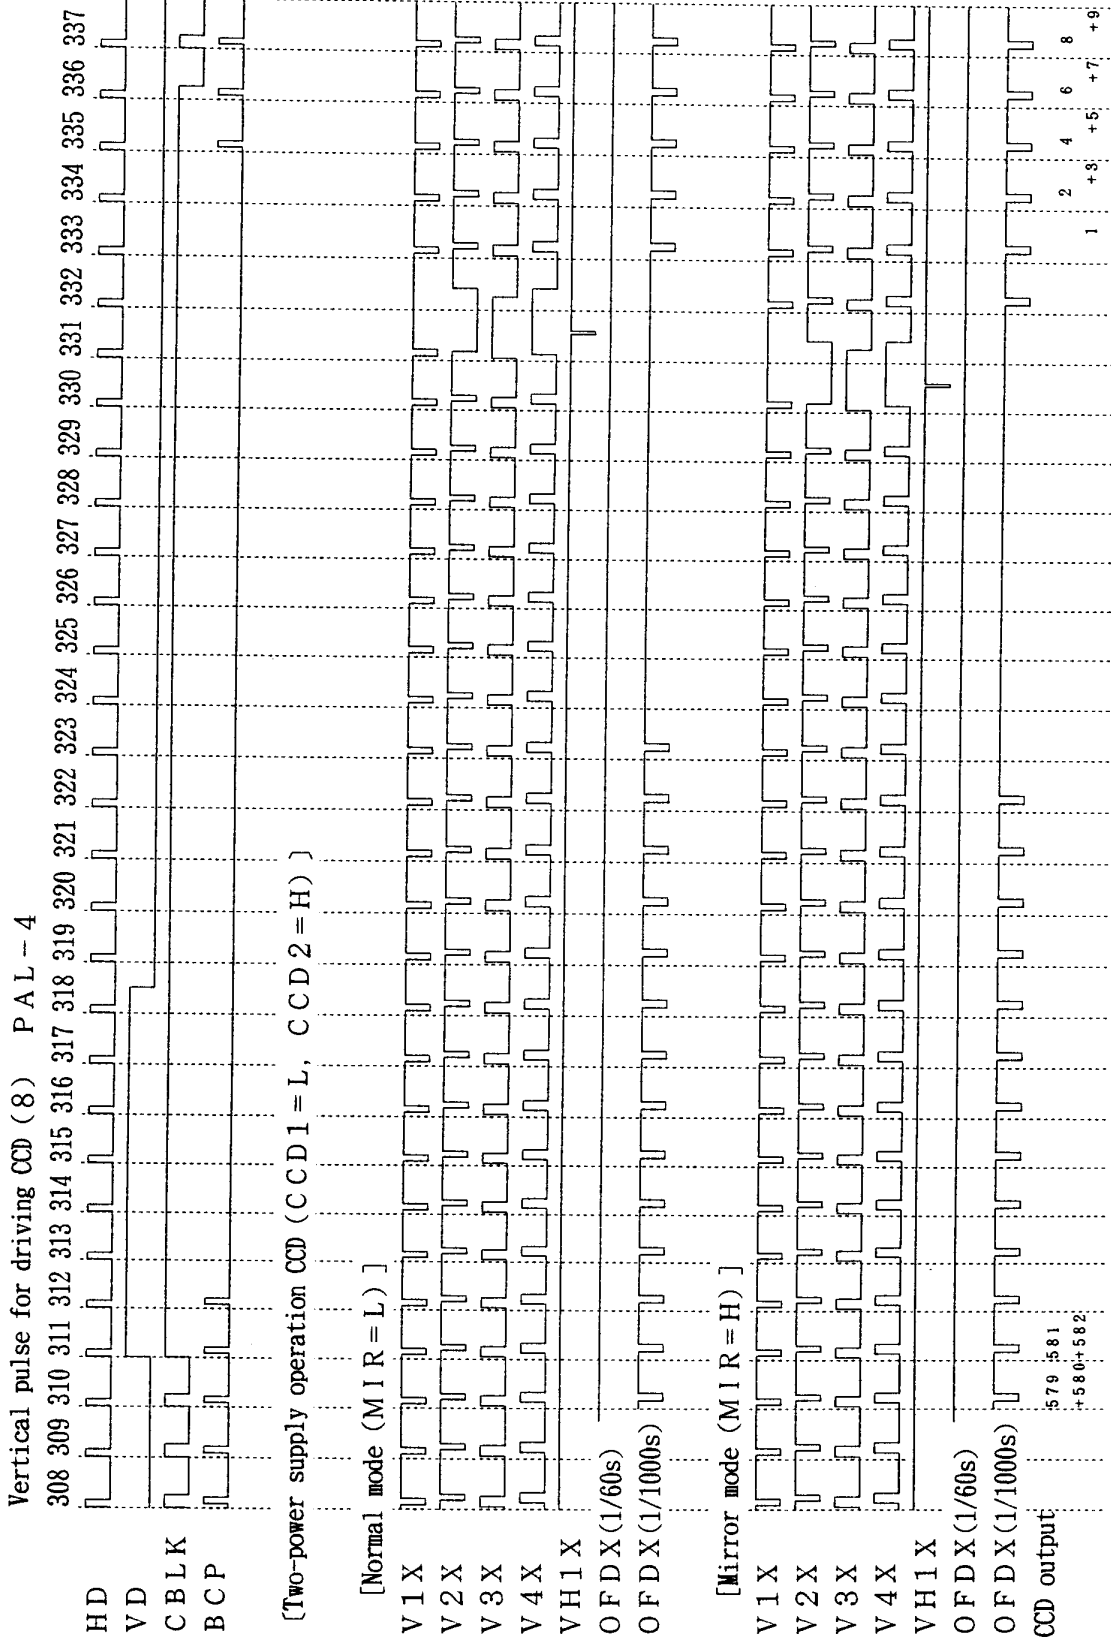 Vertical pulse for driving CCD (8) PAL-4
308 309 310 311 312 313 314 315 316 317 318 319 320 321 322 323 324 325 326 327 328 329 330 331 332 333 334 335 336 337
HD
VD
CBLK
BCP
[Two-power supply operation CCD (CCD1=L, CCD2=H)]
[Normal mode (MIR=L)]
V1X
V2X
V3X
V4X
VH1X
OFDX(1/60s)
OFDX(1/1000s)
[Mirror mode (MIR=H)]
V1X
V2X
V3X
V4X
VH1X
OFDX(1/60s)
OFDX(1/1000s)
CCD output
579 581 2 4 6 8
+580+582 1 +3 +5 +7 +9